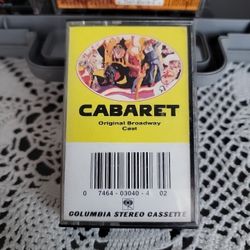 CABARET
Original Broadway
Cast
0 7464-03040-4 02
COLUMBIA STEREO CASSETTE